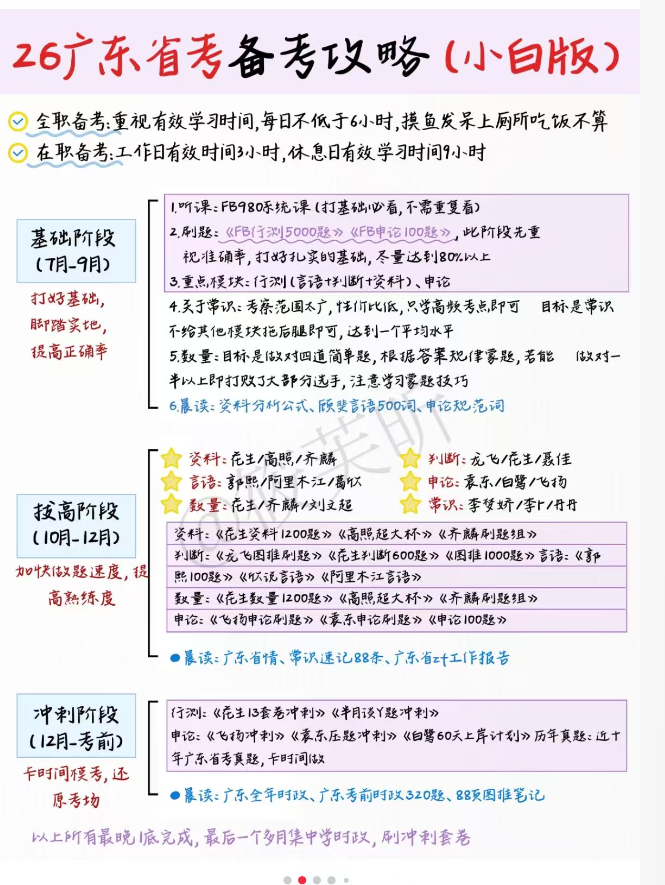 26广东省考备考攻略(小白版)
全职备考:重视有效学习时间,每日不低于6小时,摸鱼发呆上厕所吃饭不算
在职备考:工作日有效时间3小时,休息日有效学习时间9小时
基础阶段
(7月-9月)
打好基础,
脚踏实地,
提高正确率
1.听课:FB980系统课(打基础必看,不需重复看)
2.刷题:《FB行测5000题》《FB申论100题》,此阶段先重
视准确率,打好扎实的基础,尽量达到80%以上
3.重点模块:行测(言语+判断+资料)、申论
4.关于常识:考察范围太广,性价比低,只学高频考点即可 目标是常识
不给其他模块拖后腿即可,达到一个平均水平
5.数量:目标是做对四道简单题,根据答案规律蒙题,若能 做对一
半以上即打败了大部分选手,注意学习蒙题技巧
6.晨读:资料分析公式、顾斐言语500词、申论规范词
拔高阶段
(10月-12月)
加快做题速度,提
高熟练度
资料:花生/高照/齐麟 判断:龙飞/花生/聂佳
言语:郭熙/阿里木江/葛欣 申论:袁东/白鹭/飞扬
数量:花生/齐麟/刘文超 常识:李梦娇/李卜/丹丹
资料:《花生资料1200题》《高照超大杯》《齐麟刷题组》
判断:《龙飞图推刷题》《花生判断600题》《图推1000题》言语:《郭
熙100题》《欣说言语》《阿里木江言语》
数量:《花生数量1200题》《高照超大杯》《齐麟刷题组》
申论:《飞扬申论刷题》《袁东申论刷题》《申论100题》
晨读:广东省情、常识速记88条、广东省zf工作报告
冲刺阶段
(12月-考前)
卡时间模考,还
原考场
行测:《花生13套卷冲刺》《半月谈Y题冲刺》
申论:《飞扬冲刺》《袁东压题冲刺》《白鹭60天上岸计划》历年真题:近十
年广东省考真题,卡时间做
晨读:广东全年时政、广东考前时政320题、88页图推笔记
以上所有最晚1底完成,最后一个多月集中学时政,刷冲刺套卷